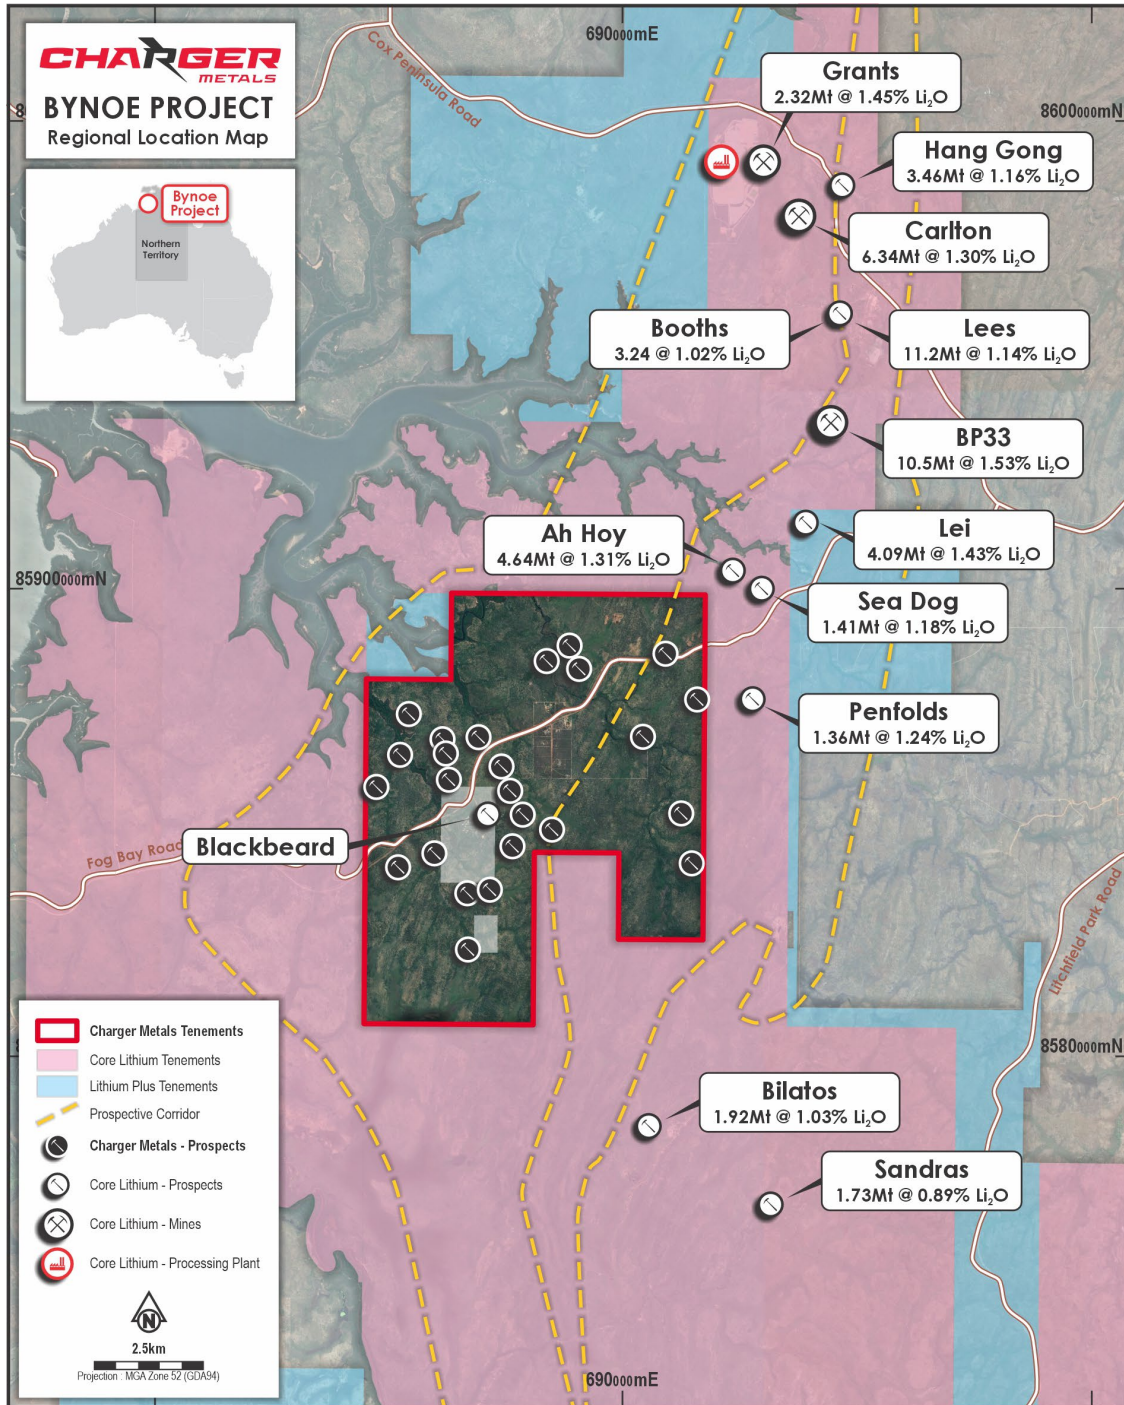 CHARGER
METALS
BYNOE PROJECT
Regional Location Map
Bynoe
Project
Northern
Territory
690000mE
Cox Peninsula Road
8600000mN
Grants
2.32Mt @ 1.45% Li2O
Hang Gong
3.46Mt @ 1.16% Li2O
Carlton
6.34Mt @ 1.30% Li2O
Booths
3.24 @ 1.02% Li2O
Lees
11.2Mt @ 1.14% Li2O
BP33
10.5Mt @ 1.53% Li2O
Ah Hoy
4.64Mt @ 1.31% Li2O
Lei
4.09Mt @ 1.43% Li2O
85900000mN
Sea Dog
1.41Mt @ 1.18% Li2O
Penfolds
1.36Mt @ 1.24% Li2O
Blackbeard
Fog Bay Road
Litchfield Park Road
8580000mN
Bilatos
1.92Mt @ 1.03% Li2O
Sandras
1.73Mt @ 0.89% Li2O
Charger Metals Tenements
Core Lithium Tenements
Lithium Plus Tenements
Prospective Corridor
Charger Metals - Prospects
Core Lithium - Prospects
Core Lithium - Mines
Core Lithium - Processing Plant
N
2.5km
Projection : MGA Zone 52 (GDA94)
690000mE